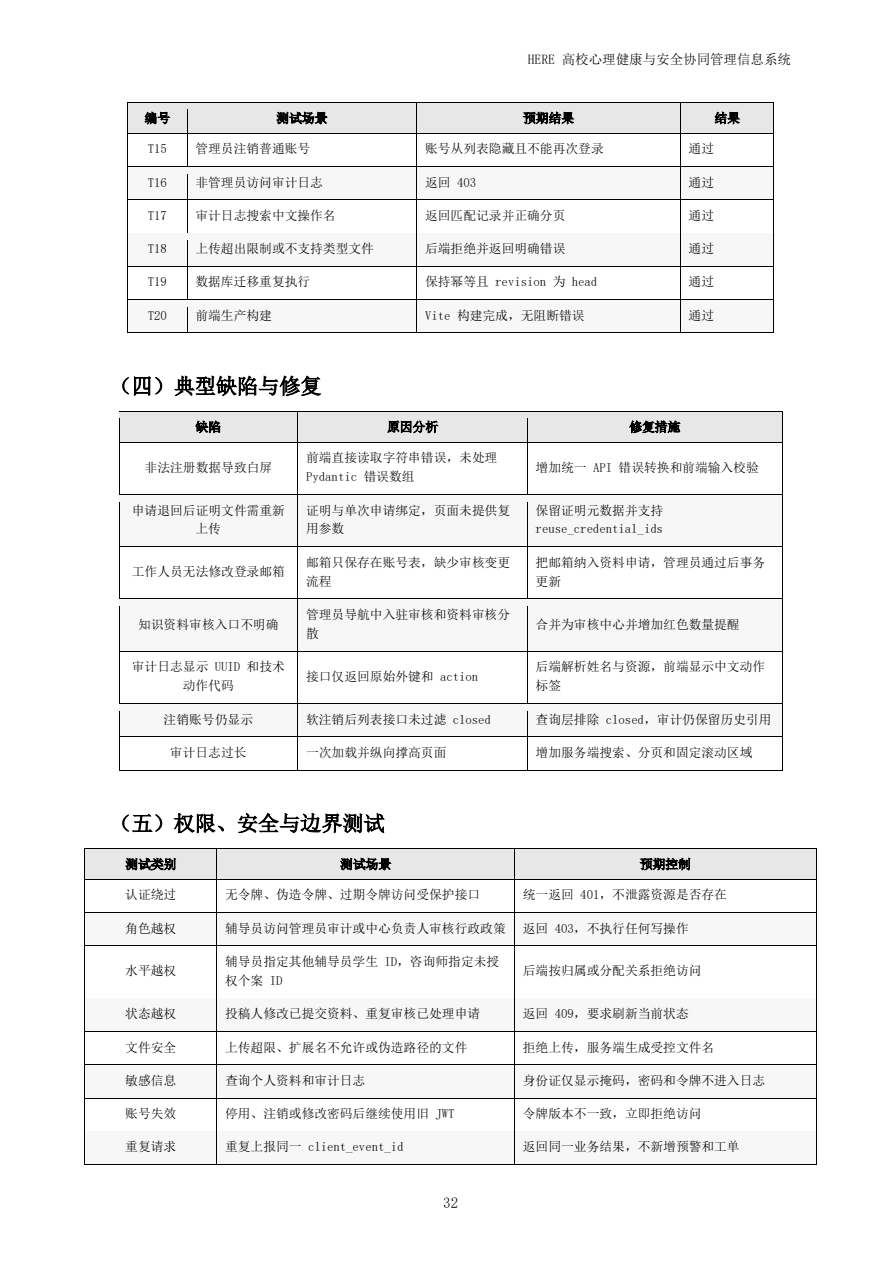 HERE 高校心理健康与安全协同管理信息系统
编号 测试场景 预期结果 结果
T15 管理员注销普通账号 账号从列表隐藏且不能再次登录 通过
T16 非管理员访问审计日志 返回 403 通过
T17 审计日志搜索中文操作名 返回匹配记录并正确分页 通过
T18 上传超出限制或不支持类型文件 后端拒绝并返回明确错误 通过
T19 数据库迁移重复执行 保持幂等且 revision 为 head 通过
T20 前端生产构建 Vite 构建完成，无阻断错误 通过
（四）典型缺陷与修复
缺陷 原因分析 修复措施
非法注册数据导致白屏 前端直接读取字符串错误，未处理
Pydantic 错误数组 增加统一 API 错误转换和前端输入校验
申请退回后证明文件需重新
上传 证明与单次申请绑定，页面未提供复
用参数 保留证明元数据并支持
reuse_credential_ids
工作人员无法修改登录邮箱 邮箱只保存在账号表，缺少审核变更
流程 把邮箱纳入资料申请，管理员通过后事务
更新
知识资料审核入口不明确 管理员导航中入驻审核和资料审核分
散 合并为审核中心并增加红色数量提醒
审计日志显示 UUID 和技术
动作代码 接口仅返回原始外键和 action 后端解析姓名与资源，前端显示中文动作
标签
注销账号仍显示 软注销后列表接口未过滤 closed 查询层排除 closed，审计仍保留历史引用
审计日志过长 一次加载并纵向撑高页面 增加服务端搜索、分页和固定滚动区域
（五）权限、安全与边界测试
测试类别 测试场景 预期控制
认证绕过 无令牌、伪造令牌、过期令牌访问受保护接口 统一返回 401，不泄露资源是否存在
角色越权 辅导员访问管理员审计或中心负责人审核行政政策 返回 403，不执行任何写操作
水平越权 辅导员指定其他辅导员学生 ID，咨询师指定未授
权个案 ID 后端按归属或分配关系拒绝访问
状态越权 投稿人修改已提交资料、重复审核已处理申请 返回 409，要求刷新当前状态
文件安全 上传超限、扩展名不允许或伪造路径的文件 拒绝上传，服务端生成受控文件名
敏感信息 查询个人资料和审计日志 身份证仅显示掩码，密码和令牌不进入日志
账号失效 停用、注销或修改密码后继续使用旧 JWT 令牌版本不一致，立即拒绝访问
重复请求 重复上报同一 client_event_id 返回同一业务结果，不新增预警和工单
32